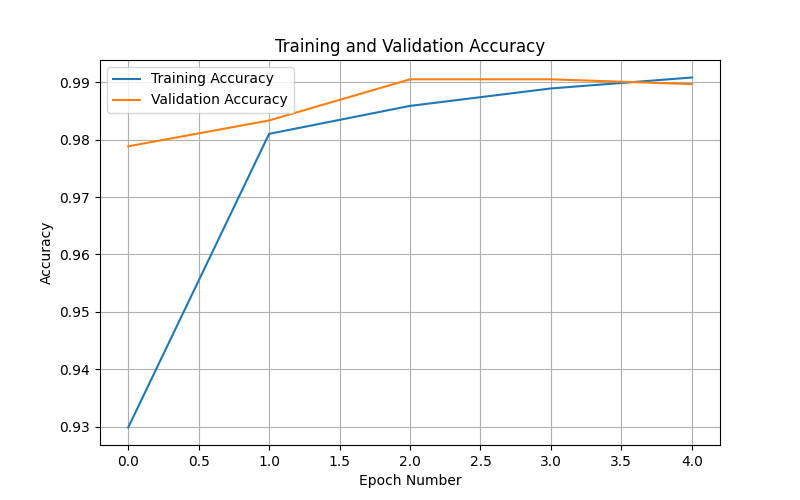 Training and Validation Accuracy
Training Accuracy
Validation Accuracy
Accuracy
0.99
0.98
0.97
0.96
0.95
0.94
0.93
0.0 0.5 1.0 1.5 2.0 2.5 3.0 3.5 4.0
Epoch Number